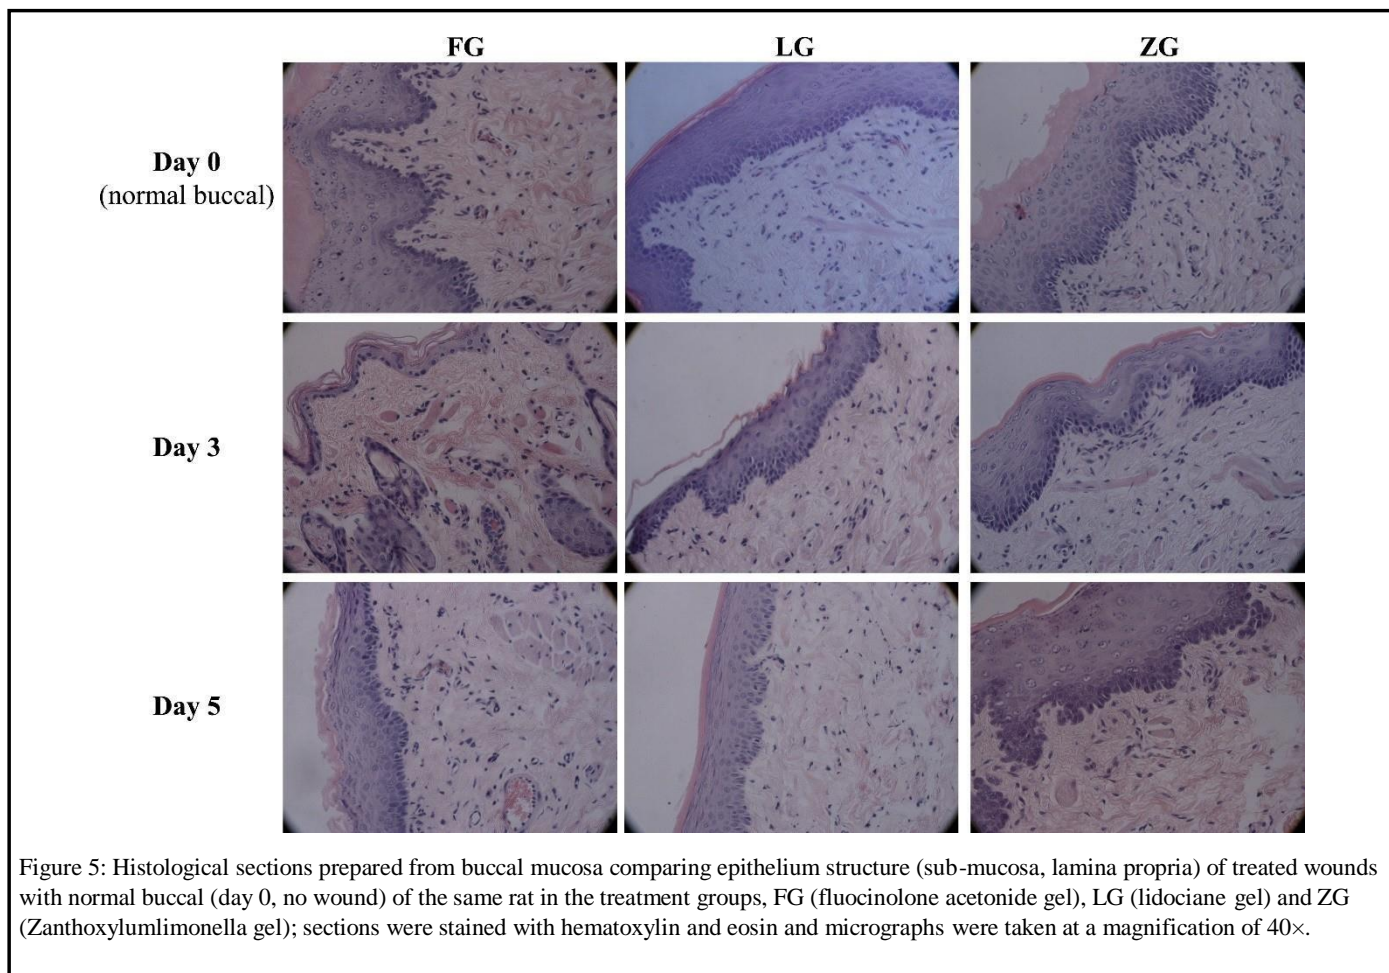 FG LG ZG
Day 0
(normal buccal)
Day 3
Day 5
Figure 5: Histological sections prepared from buccal mucosa comparing epithelium structure (sub-mucosa, lamina propria) of treated wounds
with normal buccal (day 0, no wound) of the same rat in the treatment groups, FG (fluocinolone acetonide gel), LG (lidociane gel) and ZG
(Zanthoxylumlimonella gel); sections were stained with hematoxylin and eosin and micrographs were taken at a magnification of 40×.